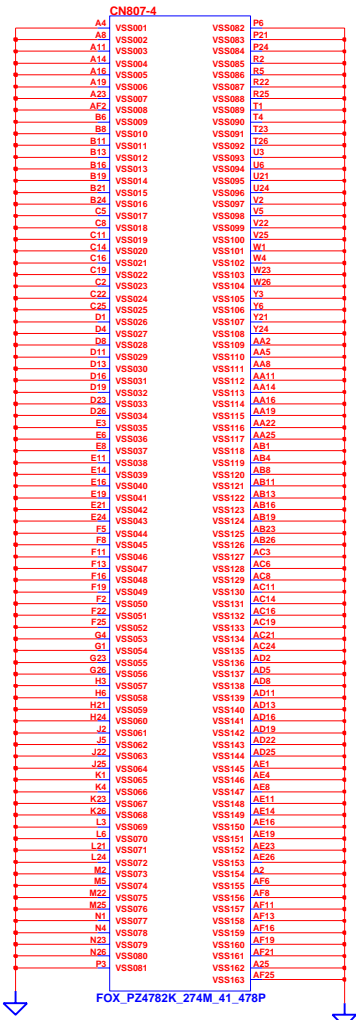 CN807-4
A4 VSS001 VSS082 P6
A8 VSS002 VSS083 P21
A11 VSS003 VSS084 P24
A14 VSS004 VSS085 R2
A16 VSS005 VSS086 R5
A19 VSS006 VSS087 R22
A23 VSS007 VSS088 R25
AF2 VSS008 VSS089 T1
B6 VSS009 VSS090 T4
B8 VSS010 VSS091 T23
B11 VSS011 VSS092 T26
B13 VSS012 VSS093 U3
B16 VSS013 VSS094 U6
B19 VSS014 VSS095 U21
B21 VSS015 VSS096 U24
B24 VSS016 VSS097 V2
C5 VSS017 VSS098 V5
C8 VSS018 VSS099 V22
C11 VSS019 VSS100 V25
C14 VSS020 VSS101 W1
C16 VSS021 VSS102 W4
C19 VSS022 VSS103 W23
C2 VSS023 VSS104 W26
C22 VSS024 VSS105 Y3
C25 VSS025 VSS106 Y6
D1 VSS026 VSS107 Y21
D4 VSS027 VSS108 Y24
D8 VSS028 VSS109 AA2
D11 VSS029 VSS110 AA5
D13 VSS030 VSS111 AA8
D16 VSS031 VSS112 AA11
D19 VSS032 VSS113 AA14
D23 VSS033 VSS114 AA16
D26 VSS034 VSS115 AA19
E3 VSS035 VSS116 AA22
E6 VSS036 VSS117 AA25
E8 VSS037 VSS118 AB1
E11 VSS038 VSS119 AB4
E14 VSS039 VSS120 AB8
E16 VSS040 VSS121 AB11
E19 VSS041 VSS122 AB13
E21 VSS042 VSS123 AB16
E24 VSS043 VSS124 AB19
F5 VSS044 VSS125 AB23
F8 VSS045 VSS126 AB26
F11 VSS046 VSS127 AC3
F13 VSS047 VSS128 AC6
F16 VSS048 VSS129 AC8
F19 VSS049 VSS130 AC11
F2 VSS050 VSS131 AC14
F22 VSS051 VSS132 AC16
F25 VSS052 VSS133 AC19
G4 VSS053 VSS134 AC21
G1 VSS054 VSS135 AC24
G23 VSS055 VSS136 AD2
G26 VSS056 VSS137 AD5
H3 VSS057 VSS138 AD8
H6 VSS058 VSS139 AD11
H21 VSS059 VSS140 AD13
H24 VSS060 VSS141 AD16
J2 VSS061 VSS142 AD19
J5 VSS062 VSS143 AD22
J22 VSS063 VSS144 AD25
J25 VSS064 VSS145 AE1
K1 VSS065 VSS146 AE4
K4 VSS066 VSS147 AE8
K23 VSS067 VSS148 AE11
K26 VSS068 VSS149 AE14
L3 VSS069 VSS150 AE16
L6 VSS070 VSS151 AE19
L21 VSS071 VSS152 AE23
L24 VSS072 VSS153 AE26
M2 VSS073 VSS154 A2
M5 VSS074 VSS155 AF6
M22 VSS075 VSS156 AF8
M25 VSS076 VSS157 AF11
N1 VSS077 VSS158 AF13
N4 VSS078 VSS159 AF16
N23 VSS079 VSS160 AF19
N26 VSS080 VSS161 AF21
P3 VSS081 VSS162 A25
VSS163 AF25
FOX_PZ4782K_274M_41_478P